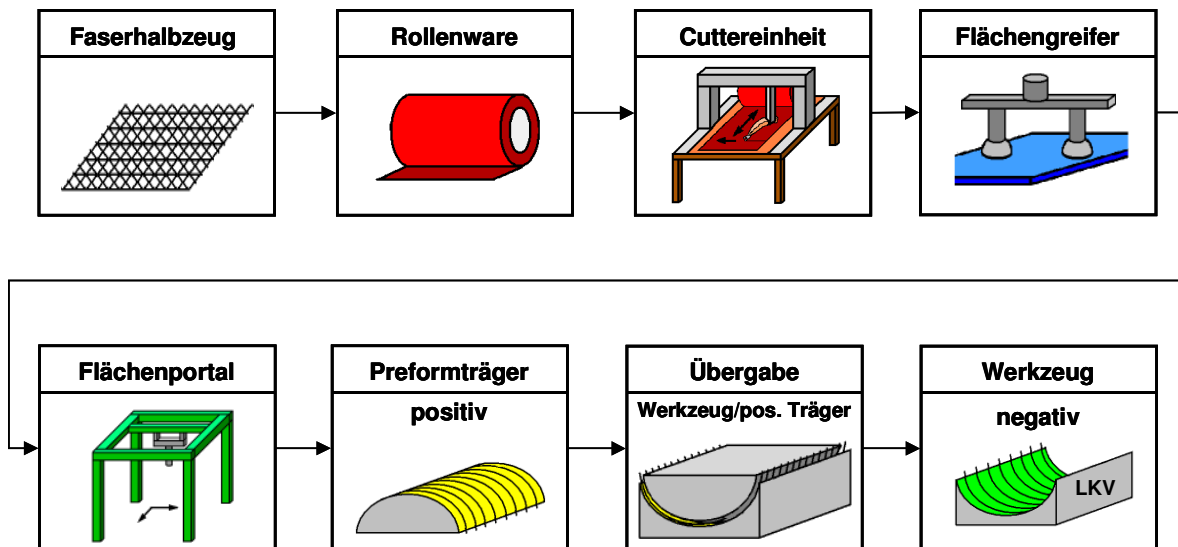 Faserhalbzeug
Rollenware
Cuttereinheit
Flächengreifer
Flächenportal
Preformträger
positiv
Übergabe
Werkzeug/pos. Träger
Werkzeug
negativ
LKV